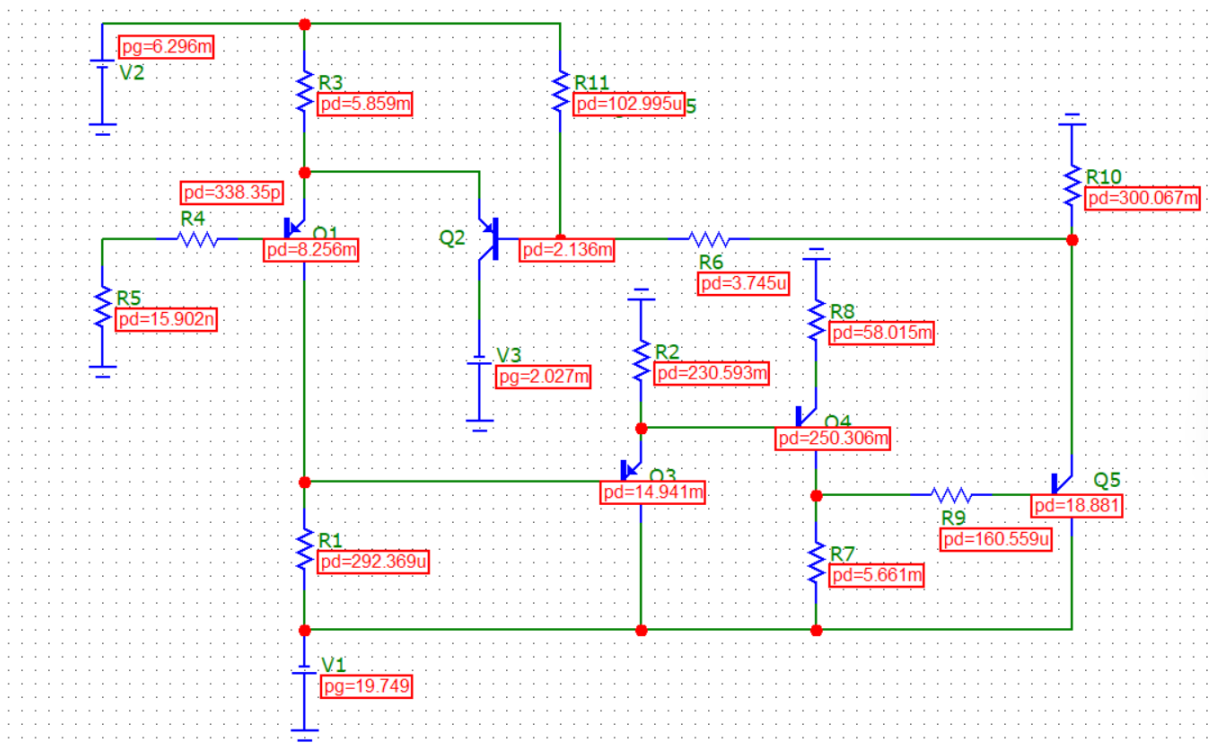 pg=6.296m
V2
R3
pd=5.859m
R11
pd=102.995u
5
R10
pd=300.067m
pd=338.35p
R4
Q1
pd=8.256m
Q2
pd=2.136m
R6
pd=3.745u
R5
pd=15.902n
R8
pd=58.015m
V3
pg=2.027m
R2
pd=230.593m
Q4
pd=250.306m
Q3
pd=14.941m
Q5
pd=18.881
R9
pd=160.559u
R1
pd=292.369u
R7
pd=5.661m
V1
pg=19.749